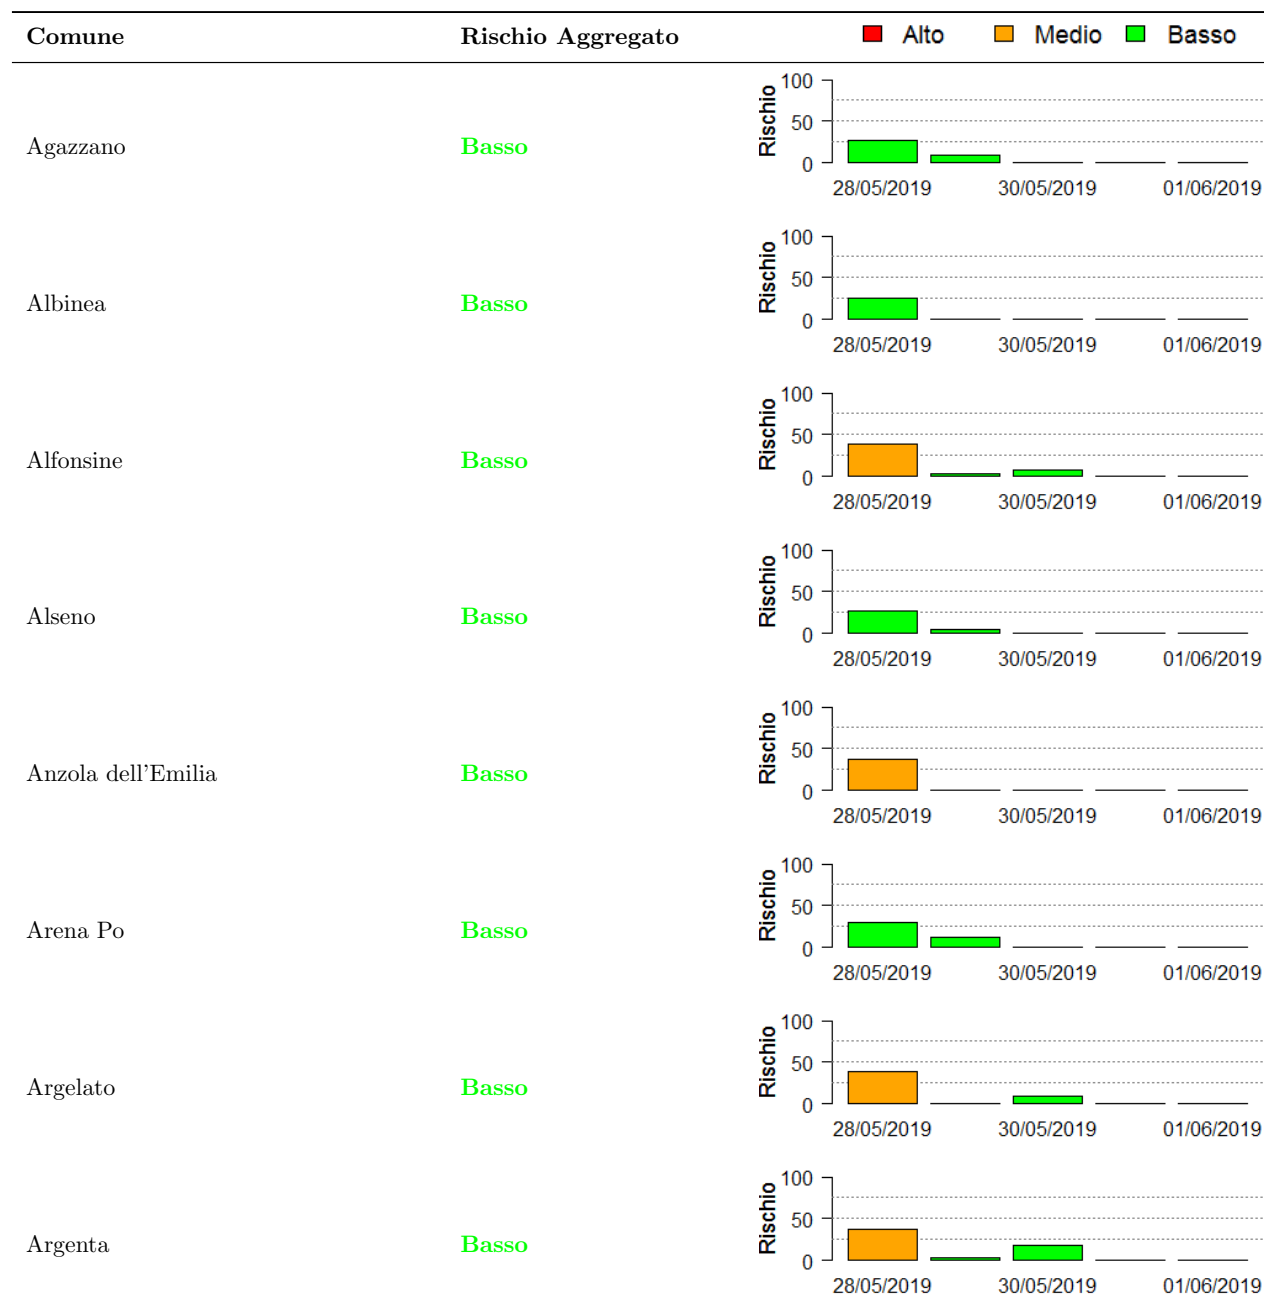 Comune Rischio Aggregato Alto Medio Basso
100
50
0
Rischio
Agazzano Basso
28/05/2019 30/05/2019 01/06/2019
100
50
0
Rischio
Albinea Basso
28/05/2019 30/05/2019 01/06/2019
100
50
0
Rischio
Alfonsine Basso
28/05/2019 30/05/2019 01/06/2019
100
50
0
Rischio
Alseno Basso
28/05/2019 30/05/2019 01/06/2019
100
50
0
Rischio
Anzola dell'Emilia Basso
28/05/2019 30/05/2019 01/06/2019
100
50
0
Rischio
Arena Po Basso
28/05/2019 30/05/2019 01/06/2019
100
50
0
Rischio
Argelato Basso
28/05/2019 30/05/2019 01/06/2019
100
50
0
Rischio
Argenta Basso
28/05/2019 30/05/2019 01/06/2019